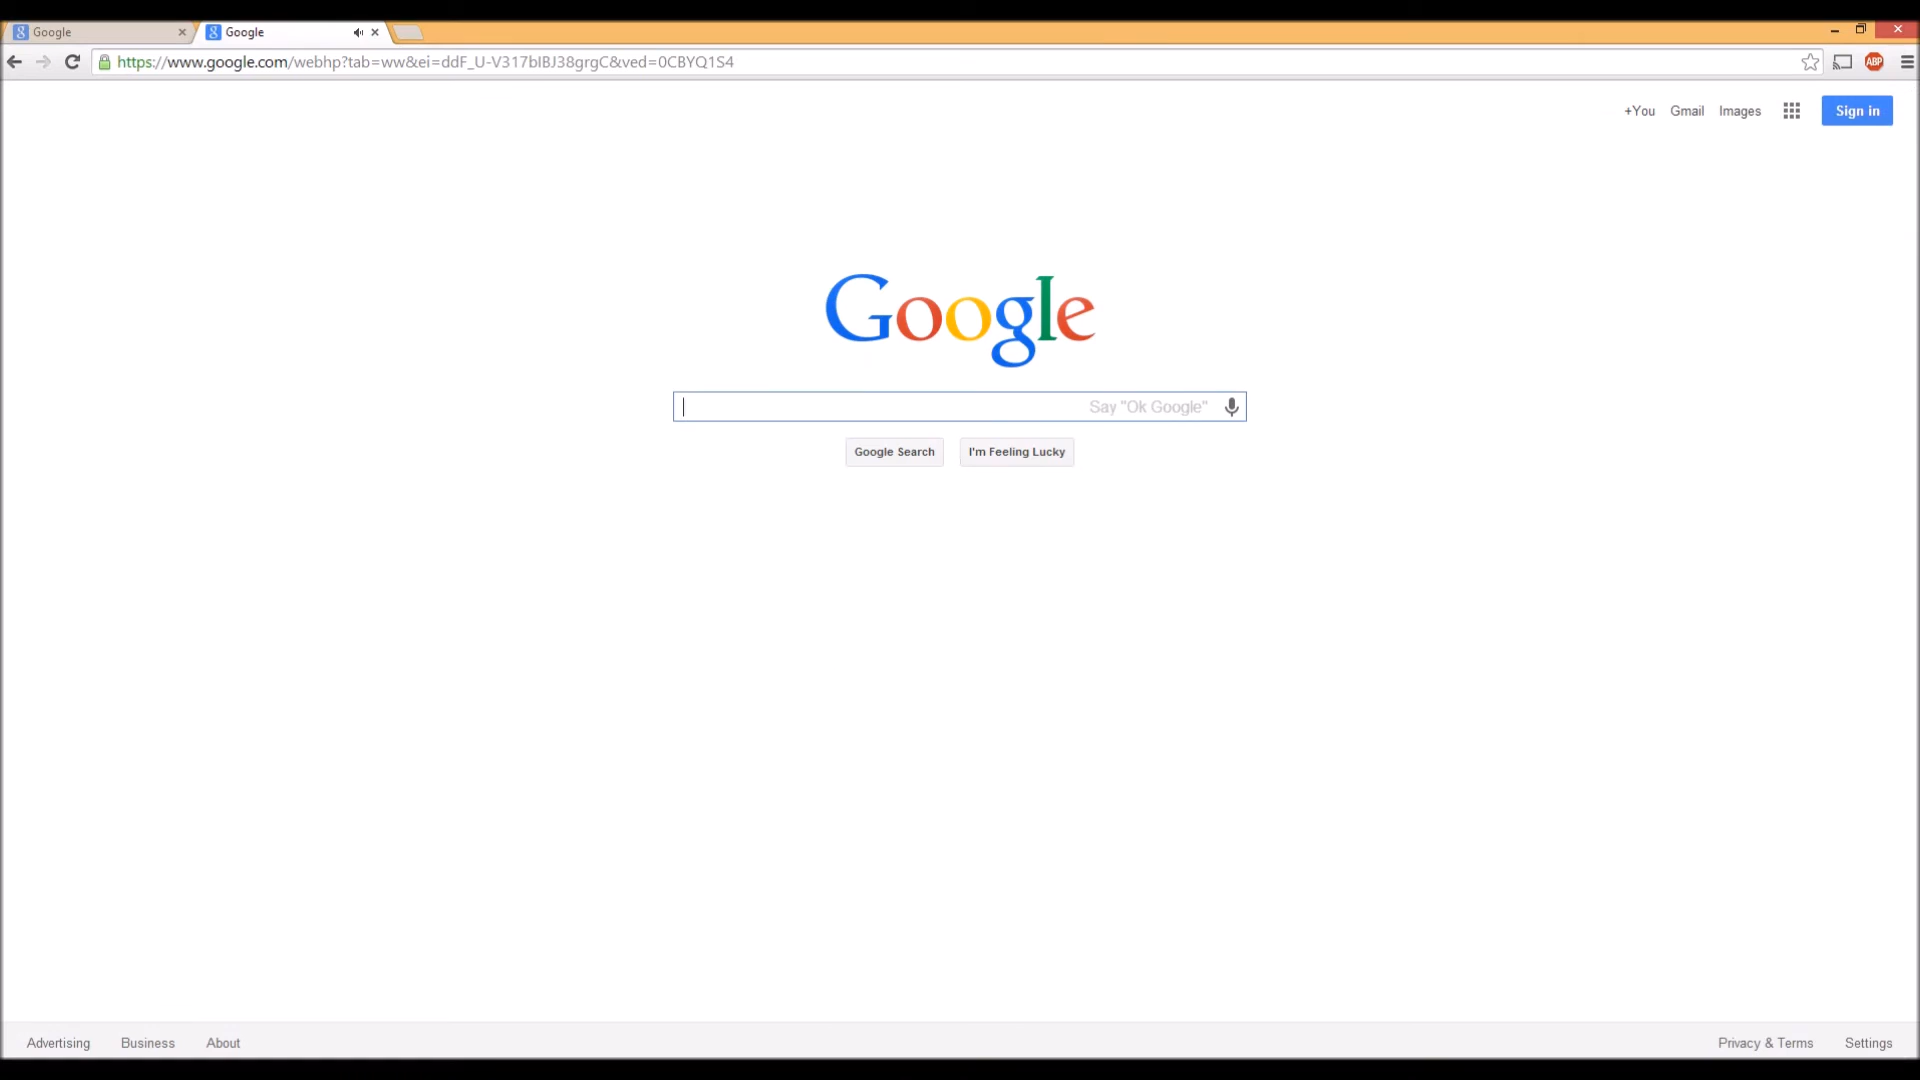 Google
Google
https://www.google.com/webhp?tab=ww&ei=ddF_U-V317bIBJ38grgC&ved=0CBYQ1S4
ABP
+You Gmail Images Sign in
Google
Say "Ok Google"
Google Search I'm Feeling Lucky
Advertising Business About Privacy & Terms Settings